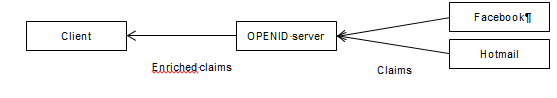 Client
OPENID·server
Facebook¶
Hotmail
Enriched·claims
Claims